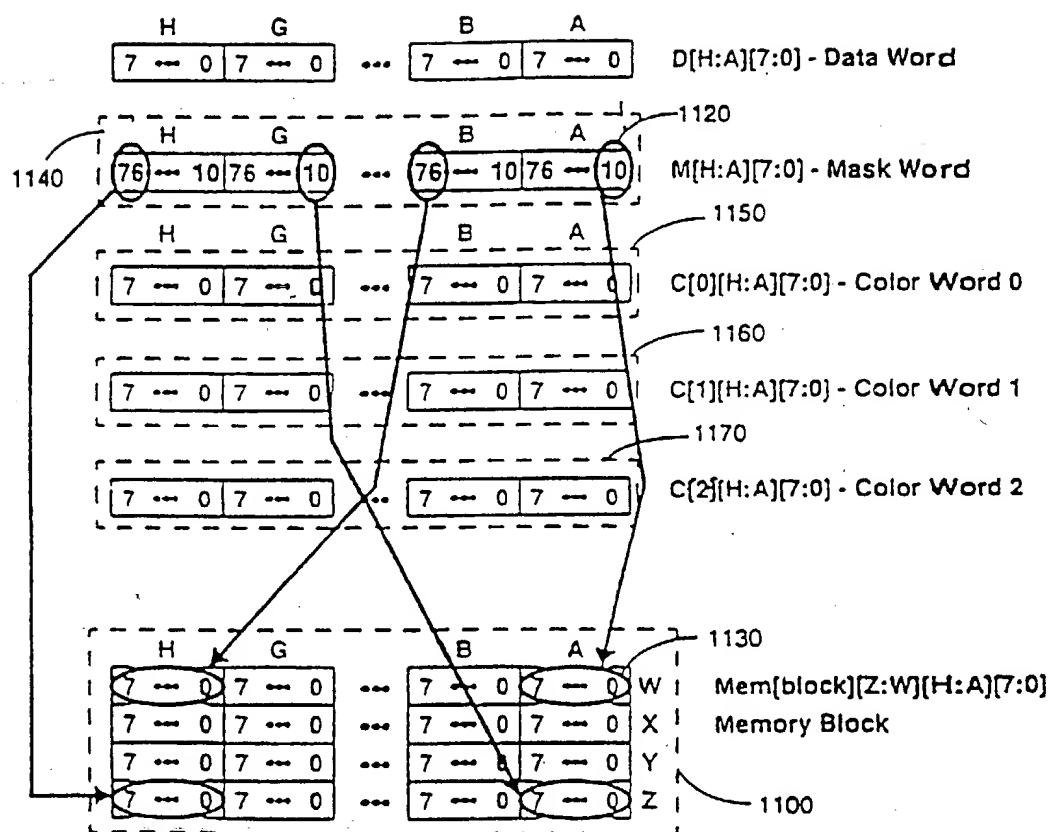 H G B A
7 ••• 0 7 ••• 0 ••• 7 ••• 0 7 ••• 0 D[H:A][7:0] - Data Word
1120
H G B A
1140 76 ••• 10 76 ••• 10 ••• 76 ••• 10 76 ••• 10 M[H:A][7:0] - Mask Word
1150
H G B A
7 ••• 0 7 ••• 0 ••• 7 ••• 0 7 ••• 0 C[0][H:A][7:0] - Color Word 0
1160
7 ••• 0 7 ••• 0 ••• 7 ••• 0 7 ••• 0 C[1][H:A][7:0] - Color Word 1
1170
7 ••• 0 7 ••• 0 ••• 7 ••• 0 7 ••• 0 C[2][H:A][7:0] - Color Word 2
H G B A 1130
7 ••• 0 7 ••• 0 ••• 7 ••• 0 7 ••• 0 W Mem[block][Z:W][H:A][7:0]
7 ••• 0 7 ••• 0 ••• 7 ••• 0 7 ••• 0 X Memory Block
7 ••• 0 7 ••• 0 ••• 7 ••• 0 7 ••• 0 Y
7 ••• 0 7 ••• 0 ••• 7 ••• 0 7 ••• 0 Z 1100